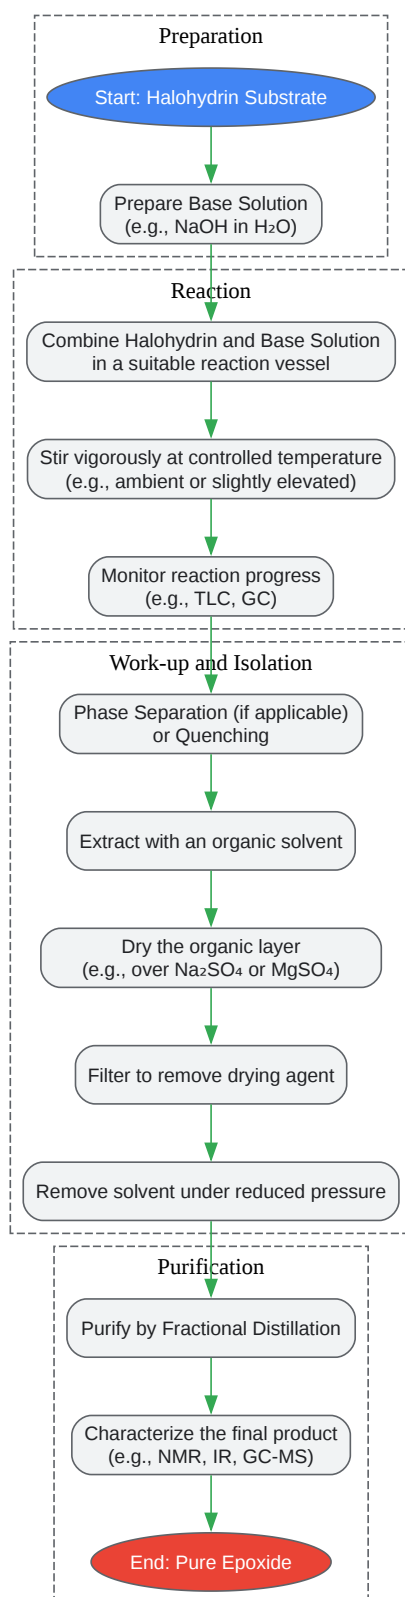 Preparation
Start: Halohydrin Substrate
Prepare Base Solution
(e.g., NaOH in H₂O)
Reaction
Combine Halohydrin and Base Solution
in a suitable reaction vessel
Stir vigorously at controlled temperature
(e.g., ambient or slightly elevated)
Monitor reaction progress
(e.g., TLC, GC)
Work-up and Isolation
Phase Separation (if applicable)
or Quenching
Extract with an organic solvent
Dry the organic layer
(e.g., over Na₂SO₄ or MgSO₄)
Filter to remove drying agent
Remove solvent under reduced pressure
Purification
Purify by Fractional Distillation
Characterize the final product
(e.g., NMR, IR, GC-MS)
End: Pure Epoxide